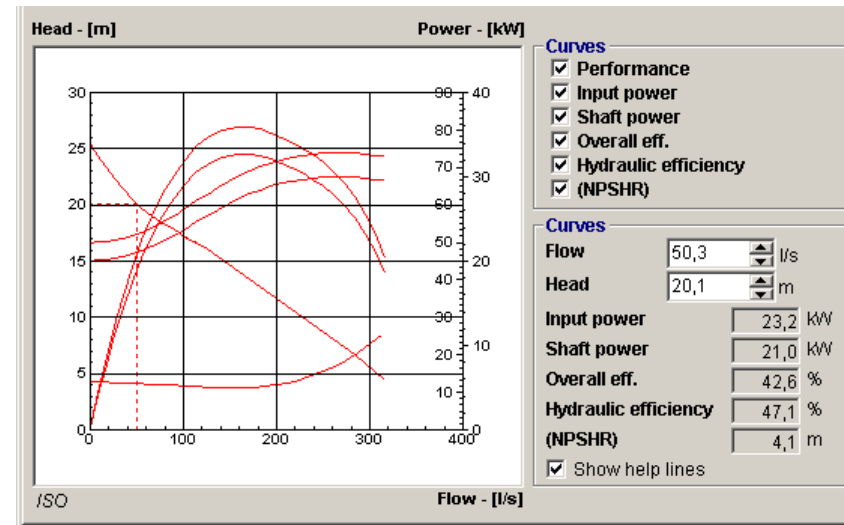 Head - [m]
Power - [kW]
30
25
20
15
10
5
0
90
80
70
60
50
40
30
20
10
40
30
20
10
0
0
100
200
300
400
ISO
Flow - [l/s]
Curves
Performance
Input power
Shaft power
Overall eff.
Hydraulic efficiency
(NPSHR)
Curves
Flow 50,3 l/s
Head 20,1 m
Input power 23,2 kW
Shaft power 21,0 kW
Overall eff. 42,6 %
Hydraulic efficiency 47,1 %
(NPSHR) 4,1 m
Show help lines